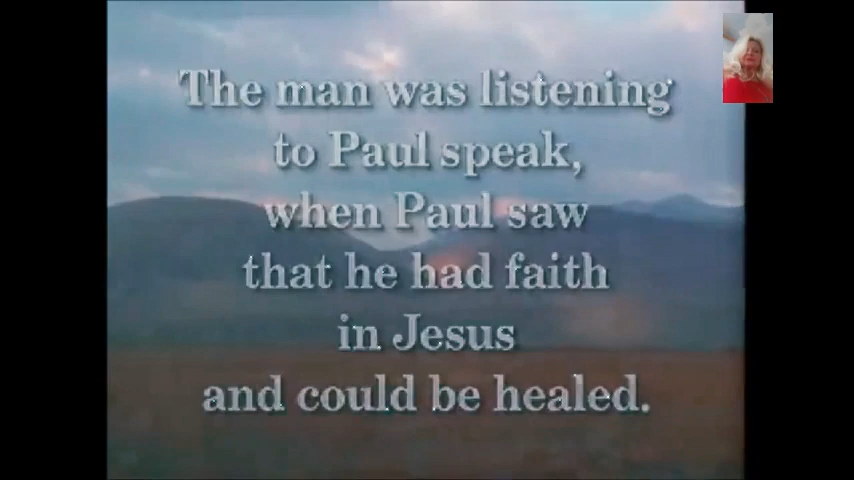 The man was listening
to Paul speak,
when Paul saw
that he had faith
in Jesus
and could be healed.